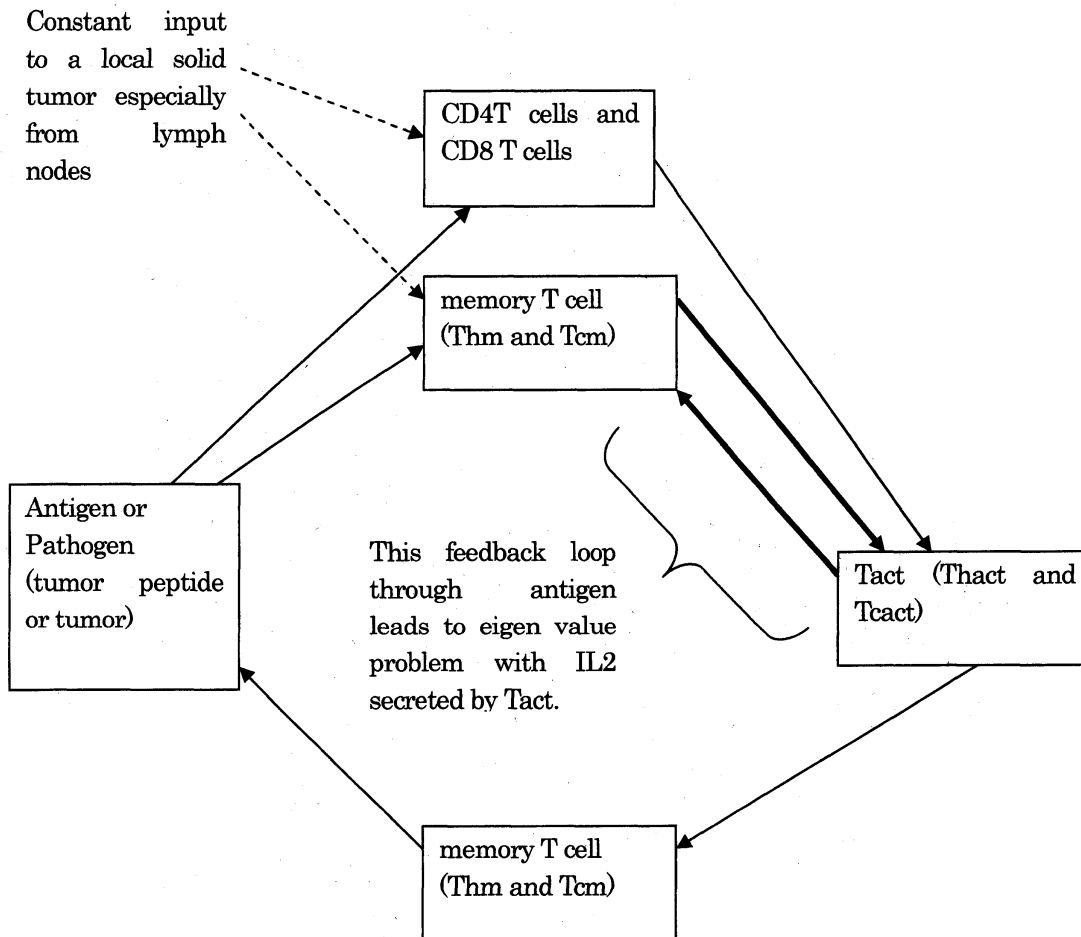 Constant input
to a local solid
tumor especially
from lymph
nodes
CD4T cells and
CD8 T cells
memory T cell
(Thm and Tcm)
Antigen or
Pathogen
(tumor peptide
or tumor)
This feedback loop
through antigen
leads to eigen value
problem with IL2
secreted by Tact.
Tact (Thact and
Tcact)
memory T cell
(Thm and Tcm)